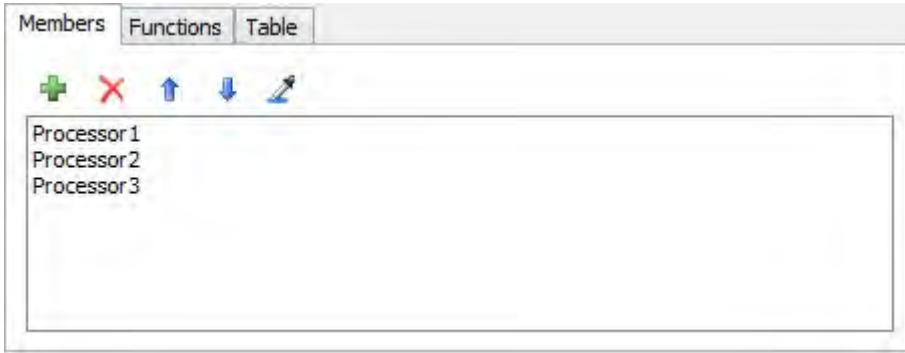 Members Functions Table
Processor1
Processor2
Processor3